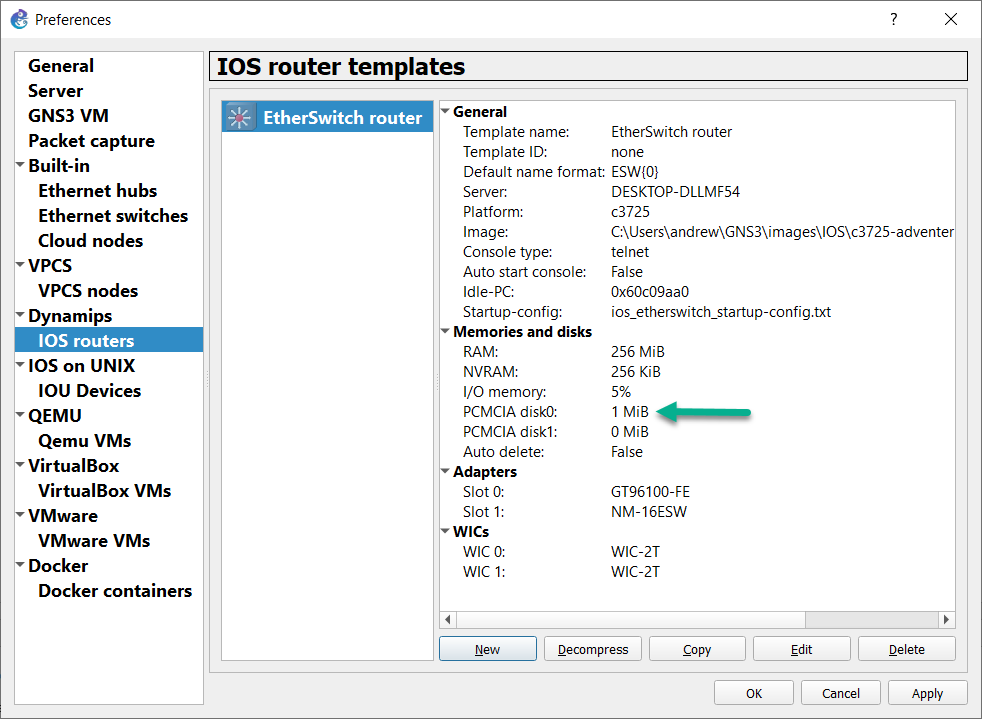 Preferences
?
General
Server
GNS3 VM
Packet capture
Built-in
Ethernet hubs
Ethernet switches
Cloud nodes
VPCS
VPCS nodes
Dynamips
IOS routers
IOS on UNIX
IOU Devices
QEMU
Qemu VMs
VirtualBox
VirtualBox VMs
VMware
VMware VMs
Docker
Docker containers
IOS router templates
EtherSwitch router
General
Template name: EtherSwitch router
Template ID: none
Default name format: ESW{0}
Server: DESKTOP-DLLMF54
Platform: c3725
Image: C:\Users\andrew\GNS3\images\IOS\c3725-adventer
Console type: telnet
Auto start console: False
Idle-PC: 0x60c09aa0
Startup-config: ios_etherswitch_startup-config.txt
Memories and disks
RAM: 256 MiB
NVRAM: 256 KiB
I/O memory: 5%
PCMCIA disk0: 1 MiB
PCMCIA disk1: 0 MiB
Auto delete: False
Adapters
Slot 0: GT96100-FE
Slot 1: NM-16ESW
WICs
WIC 0: WIC-2T
WIC 1: WIC-2T
New Decompress Copy Edit Delete
OK Cancel Apply